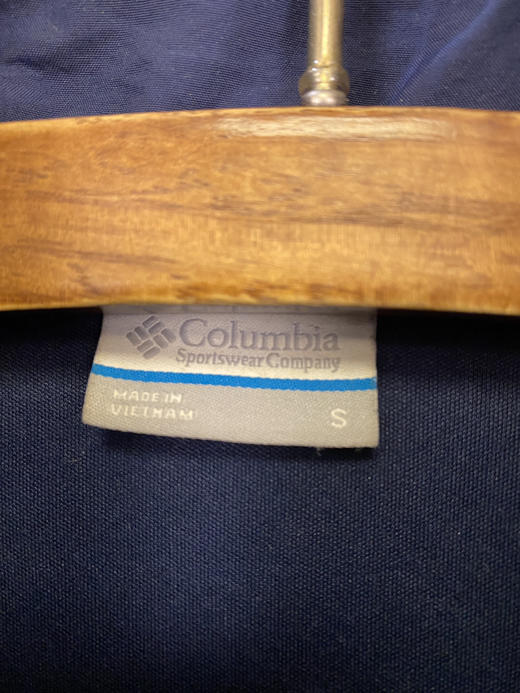 Columbia
Sportswear Company
MADE IN
VIETNAM
S